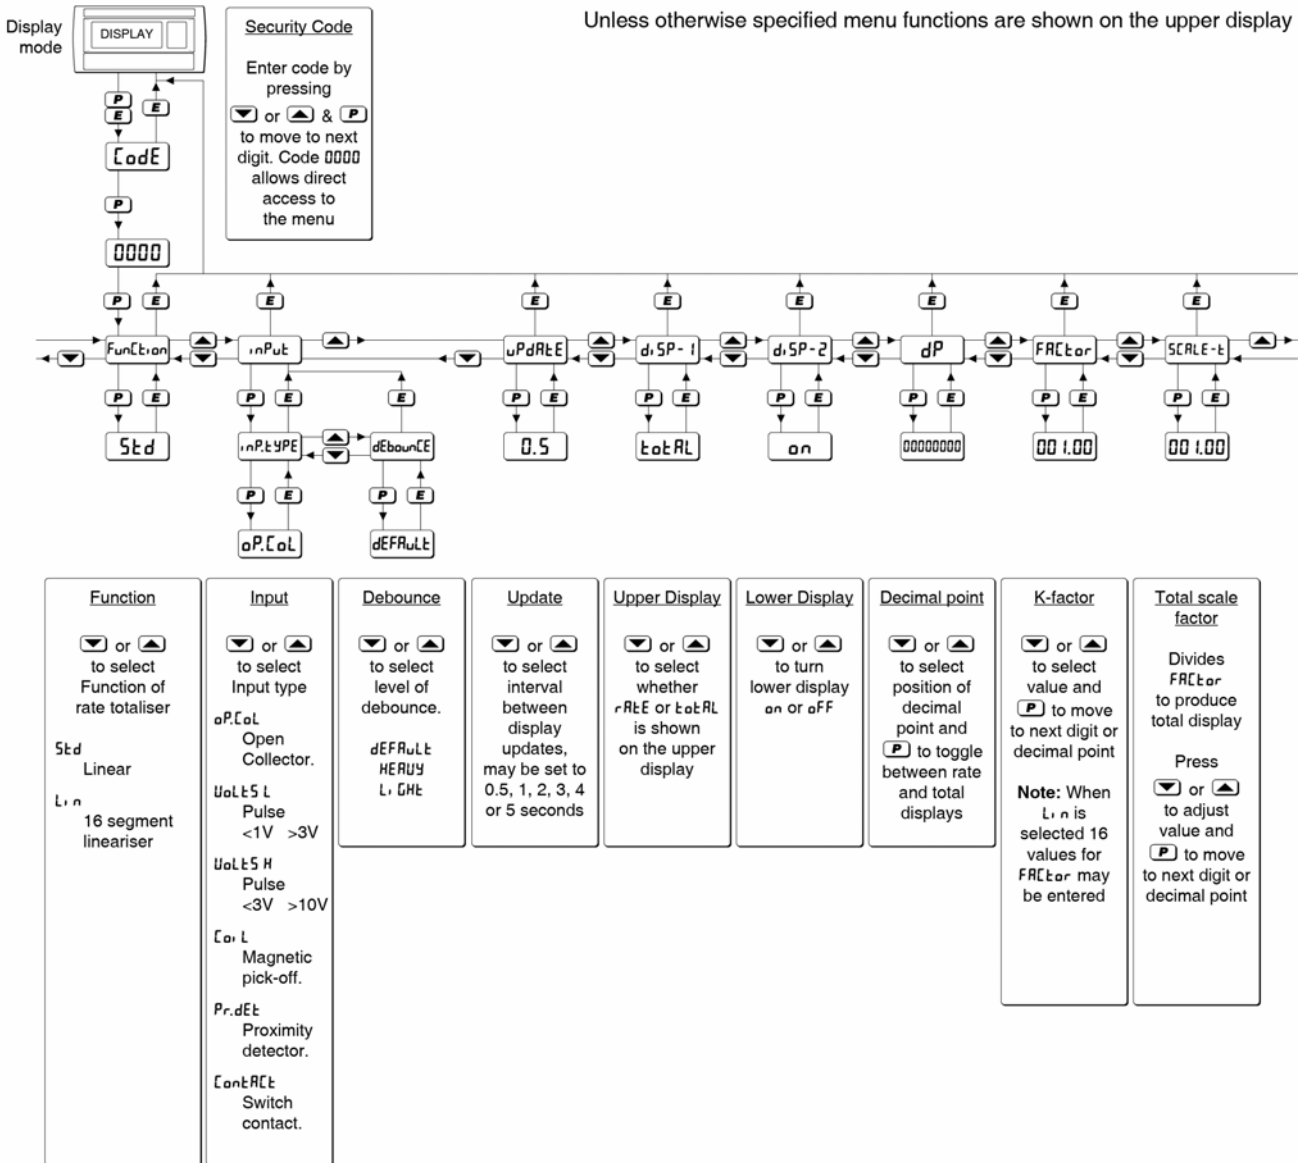 Unless otherwise specified menu functions are shown on the upper display
Display
mode
DISPLAY
P
E
E
CodE
P
0000
Security Code
Enter code by
pressing
▼ or ▲ & P
to move to next
digit. Code 0000
allows direct
access to
the menu
P E E E E E E E E
FunCtion ▲ ▼ inPut ▲ ▼ uPdAtE ▲ ▼ diSP-1 ▲ ▼ diSP-2 ▲ ▼ dP ▲ ▼ FACtor ▲ ▼ SCALE-t ▲
▼
P E P E E P E P E P E P E P E P E
Std inP.tYPE ▲ ▼ dEbounCE 0.5 totAL on 00000000 001.00 001.00
P E P E
oP.CoL dEFAuLt
Function
▼ or ▲
to select
Function of
rate totaliser
Std
Linear
Lin
16 segment
lineariser
Input
▼ or ▲
to select
Input type
oP.CoL
Open
Collector.
VoLtS L
Pulse
<1V >3V
VoLtS H
Pulse
<3V >10V
CoiL
Magnetic
pick-off.
Pr.dEt
Proximity
detector.
ContACt
Switch
contact.
Debounce
▼ or ▲
to select
level of
debounce.
dEFAuLt
HEAVY
LiGHt
Update
▼ or ▲
to select
interval
between
display
updates,
may be set to
0.5, 1, 2, 3, 4
or 5 seconds
Upper Display
▼ or ▲
to select
whether
rAtE or totAL
is shown
on the upper
display
Lower Display
▼ or ▲
to turn
lower display
on or oFF
Decimal point
▼ or ▲
to select
position of
decimal
point and
P to toggle
between rate
and total
displays
K-factor
▼ or ▲
to select
value and
P to move
to next digit or
decimal point
Note: When
Lin is
selected 16
values for
FACtor may
be entered
Total scale
factor
Divides
FACtor
to produce
total display
Press
▼ or ▲
to adjust
value and
P to move
to next digit or
decimal point